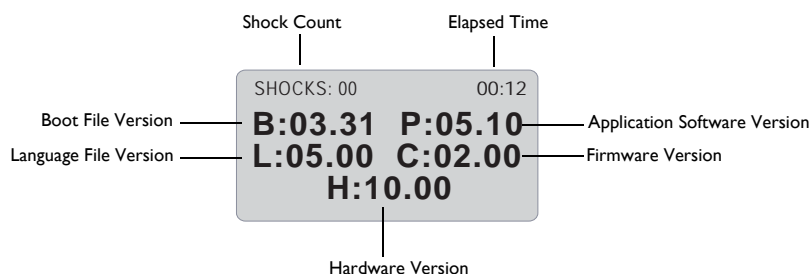 Shock Count Elapsed Time
SHOCKS: 00 00:12
Boot File Version B:03.31 P:05.10 Application Software Version
Language File Version L:05.00 C:02.00 Firmware Version
H:10.00
Hardware Version